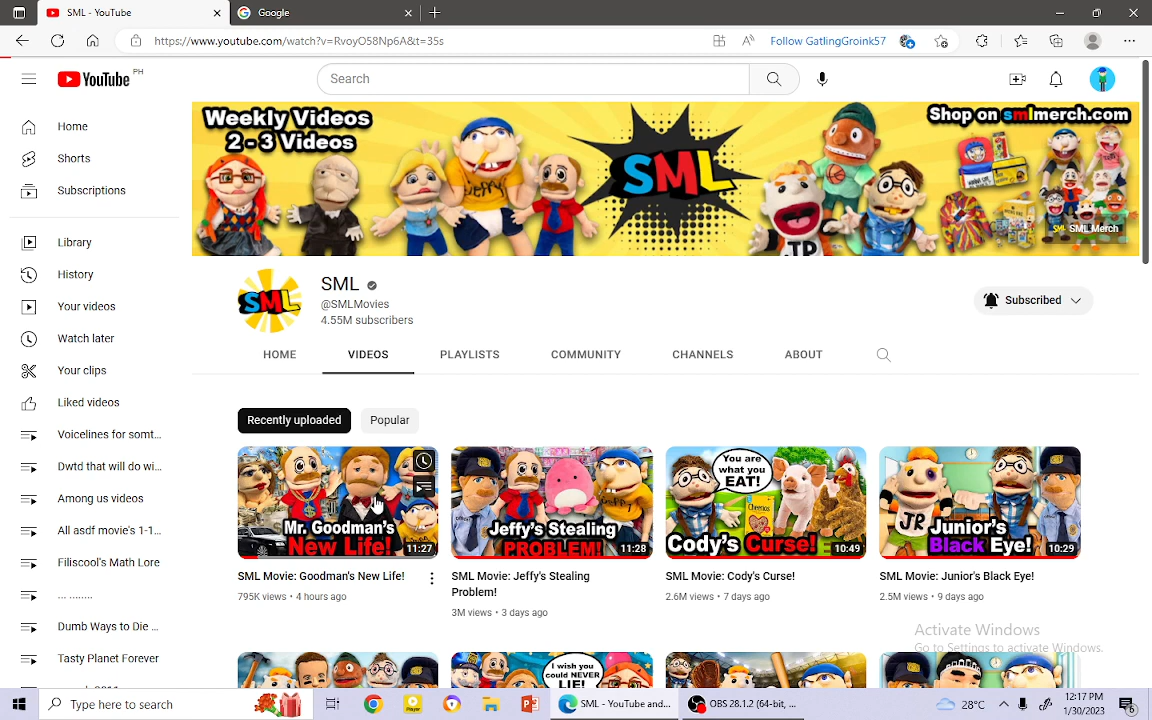 SML - YouTube
Google
https://www.youtube.com/watch?v=RvoyO58Np6A&t=35s
Follow GatlingGroink57
YouTube PH
Search
Home
Shorts
Subscriptions
Library
History
Your videos
Watch later
Your clips
Liked videos
Voicelines for somt...
Dwtd that will do wi...
Among us videos
All asdf movie's 1-1...
Filiscool's Math Lore
... ........
Dumb Ways to Die ...
Tasty Planet Forever
Weekly Videos
2 - 3 Videos
JEFFY
SML
JR
Shop on smlmerch.com
SML SML Merch
SML
SML
@SMLMovies
4.55M subscribers
Subscribed
HOME
VIDEOS
PLAYLISTS
COMMUNITY
CHANNELS
ABOUT
Recently uploaded
Popular
Mr. Goodman's
New Life!
11:27
SML Movie: Goodman's New Life!
795K views • 4 hours ago
Jeffy's Stealing
PROBLEM!
11:28
SML Movie: Jeffy's Stealing
Problem!
3M views • 3 days ago
You are
what you
EAT!
Cheerios
Cody's Curse!
10:49
SML Movie: Cody's Curse!
2.6M views • 7 days ago
JR
Junior's
Black Eye!
10:29
SML Movie: Junior's Black Eye!
2.5M views • 9 days ago
I wish
you could NEVER
LIE!
Activate Windows
Go to Settings to activate Windows.
Type here to search
SML - YouTube and...
OBS 28.1.2 (64-bit, ...
28°C
12:17 PM
1/30/2023
5